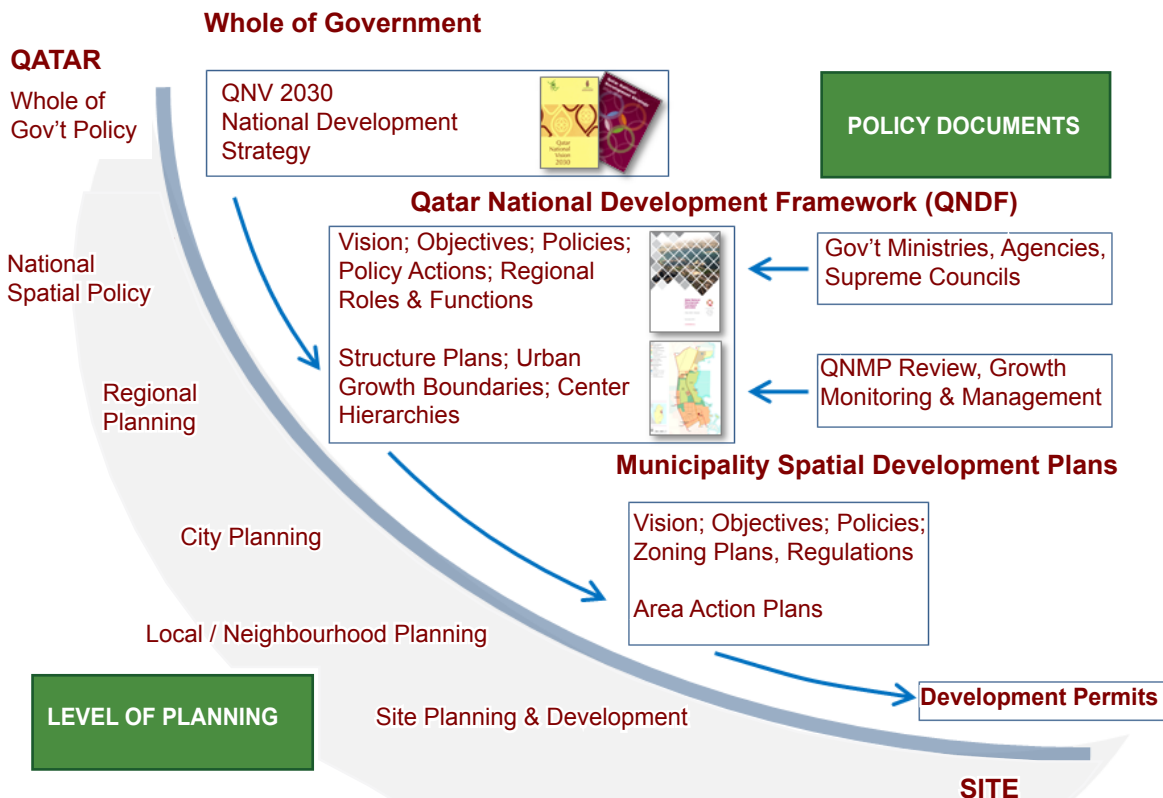 Whole of Government
QATAR
Whole of
Gov't Policy
QNV 2030
National Development
Strategy
Qatar
National
Vision
2030
POLICY DOCUMENTS
Qatar National Development Framework (QNDF)
National
Spatial Policy
Vision; Objectives; Policies;
Policy Actions; Regional
Roles & Functions
Gov't Ministries, Agencies,
Supreme Councils
Structure Plans; Urban
Growth Boundaries; Center
Hierarchies
QNMP Review, Growth
Monitoring & Management
Regional
Planning
Municipality Spatial Development Plans
Vision; Objectives; Policies;
Zoning Plans, Regulations
Area Action Plans
City Planning
Local / Neighbourhood Planning
Development Permits
LEVEL OF PLANNING
Site Planning & Development
SITE